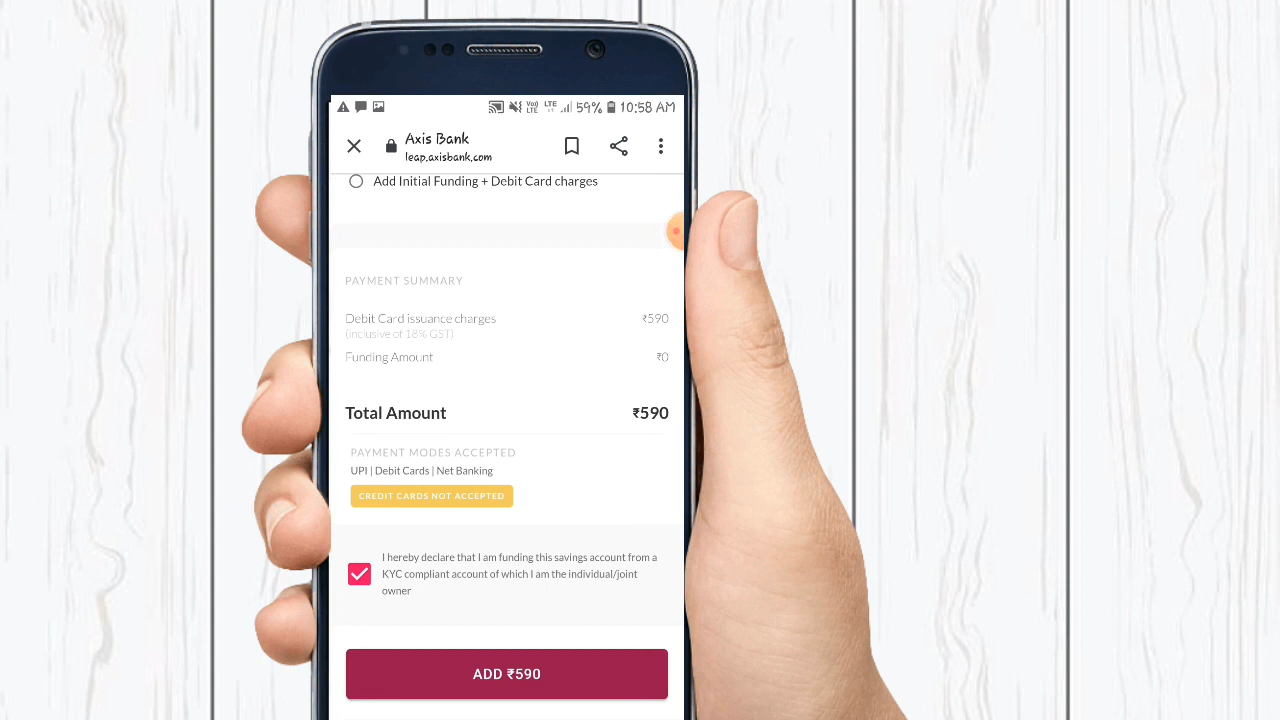 59% 10:58 AM
Axis Bank
leap.axisbank.com
Add Initial Funding + Debit Card charges
PAYMENT SUMMARY
Debit Card issuance charges ₹590
(inclusive of 18% GST)
Funding Amount ₹0
Total Amount ₹590
PAYMENT MODES ACCEPTED
UPI | Debit Cards | Net Banking
CREDIT CARDS NOT ACCEPTED
I hereby declare that I am funding this savings account from a
KYC compliant account of which I am the individual/joint
owner
ADD ₹590